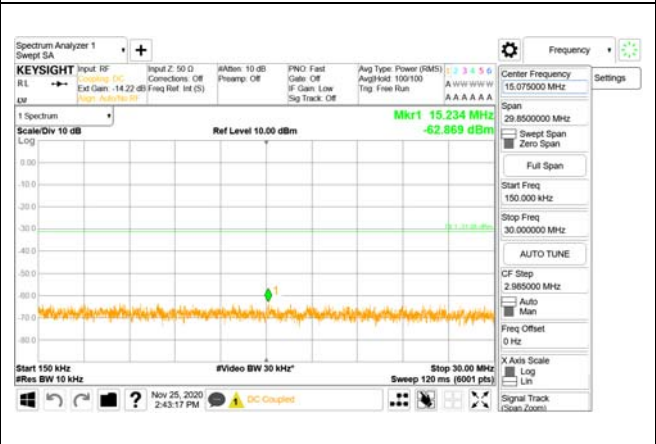 Spectrum Analyzer 1
Swept SA
Frequency
KEYSIGHT
RL
Input: RF
Coupling: DC
Ext Gain: -14.22 dB
Align: Auto/No RF
Input Z: 50 Ω
Corrections: Off
Freq Ref: Int (S)
#Atten: 10 dB
Preamp: Off
PNO: Fast
Gate: Off
IF Gain: Low
Sig Track: Off
Avg Type: Power (RMS)
Avg|Hold: 100/100
Trig: Free Run
1 2 3 4 5 6
A W W W W W
A A A A A A
1 Spectrum
Scale/Div 10 dB
Log
Ref Level 10.00 dBm
Mkr1 15.234 MHz
-62.869 dBm
0.00
-10.0
-20.0
-30.0
-40.0
-50.0
-60.0
-70.0
-80.0
1
Start 150 kHz
#Res BW 10 kHz
#Video BW 30 kHz*
Stop 30.00 MHz
Sweep 120 ms (6001 pts)
Nov 25, 2020
2:43:17 PM
DC Coupled
Center Frequency
15.075000 MHz
Settings
Span
29.8500000 MHz
Swept Span
Zero Span
Full Span
Start Freq
150.000 kHz
Stop Freq
30.000000 MHz
AUTO TUNE
CF Step
2.985000 MHz
Auto
Man
Freq Offset
0 Hz
X Axis Scale
Log
Lin
Signal Track
(Span Zoom)